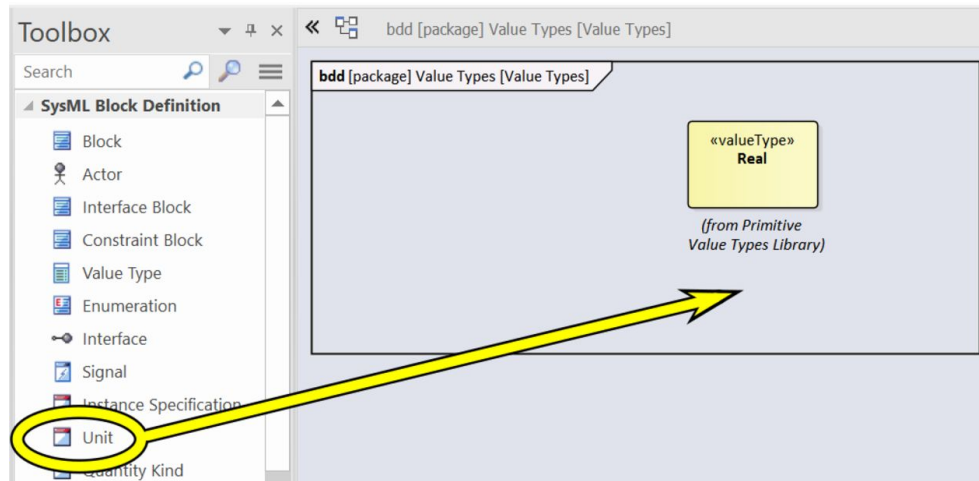 Toolbox
Search
SysML Block Definition
Block
Actor
Interface Block
Constraint Block
Value Type
Enumeration
Interface
Signal
Instance Specification
Unit
Quantity Kind
bdd [package] Value Types [Value Types]
bdd [package] Value Types [Value Types]
«valueType»
Real
(from Primitive
Value Types Library)